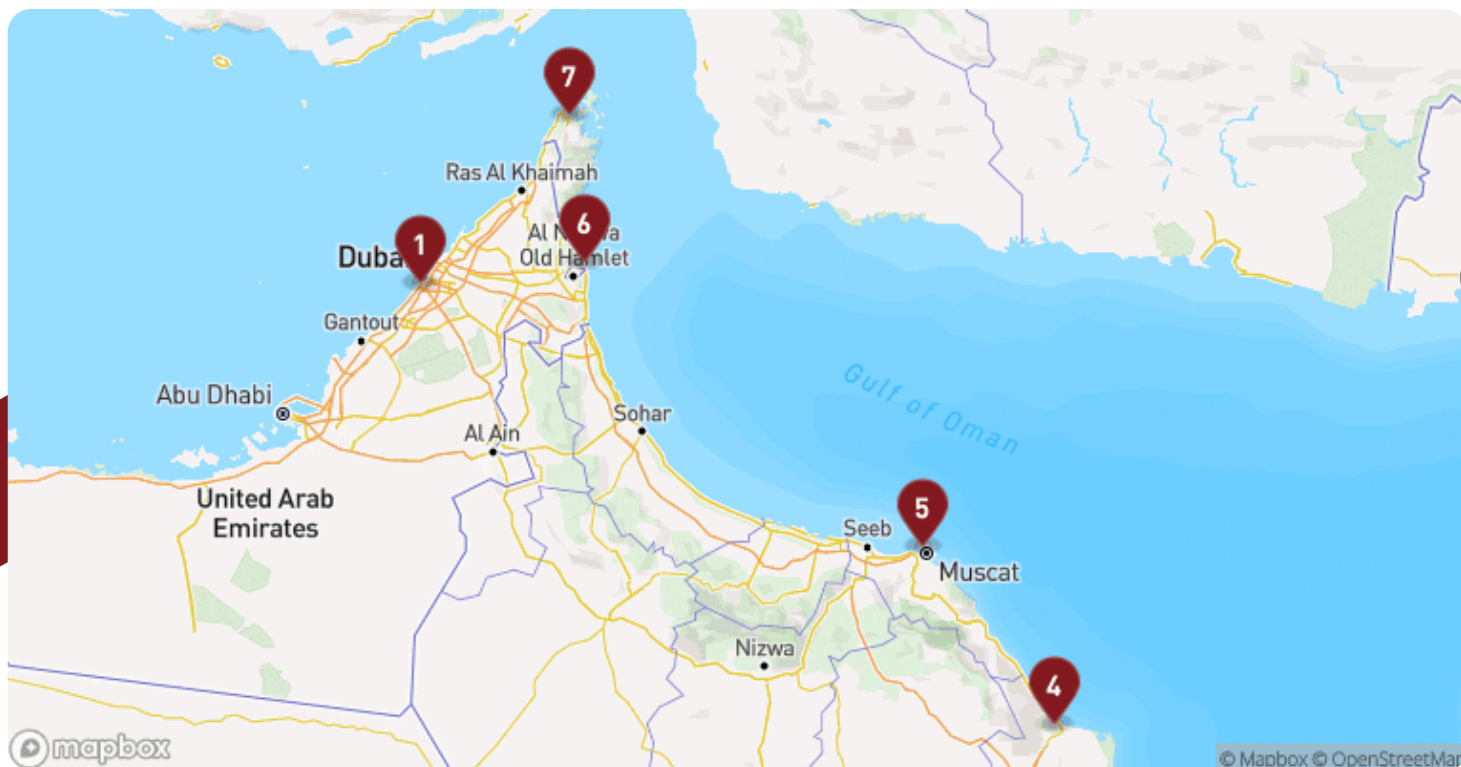 7
Ras Al Khaimah
6
Al
Old Hamlet
1
Gantout
Abu Dhabi
Sohar
Al Ain
Gulf of Oman
United Arab
Emirates
5
Seeb
Muscat
Nizwa
4
mapbox
© Mapbox © OpenStreetMap